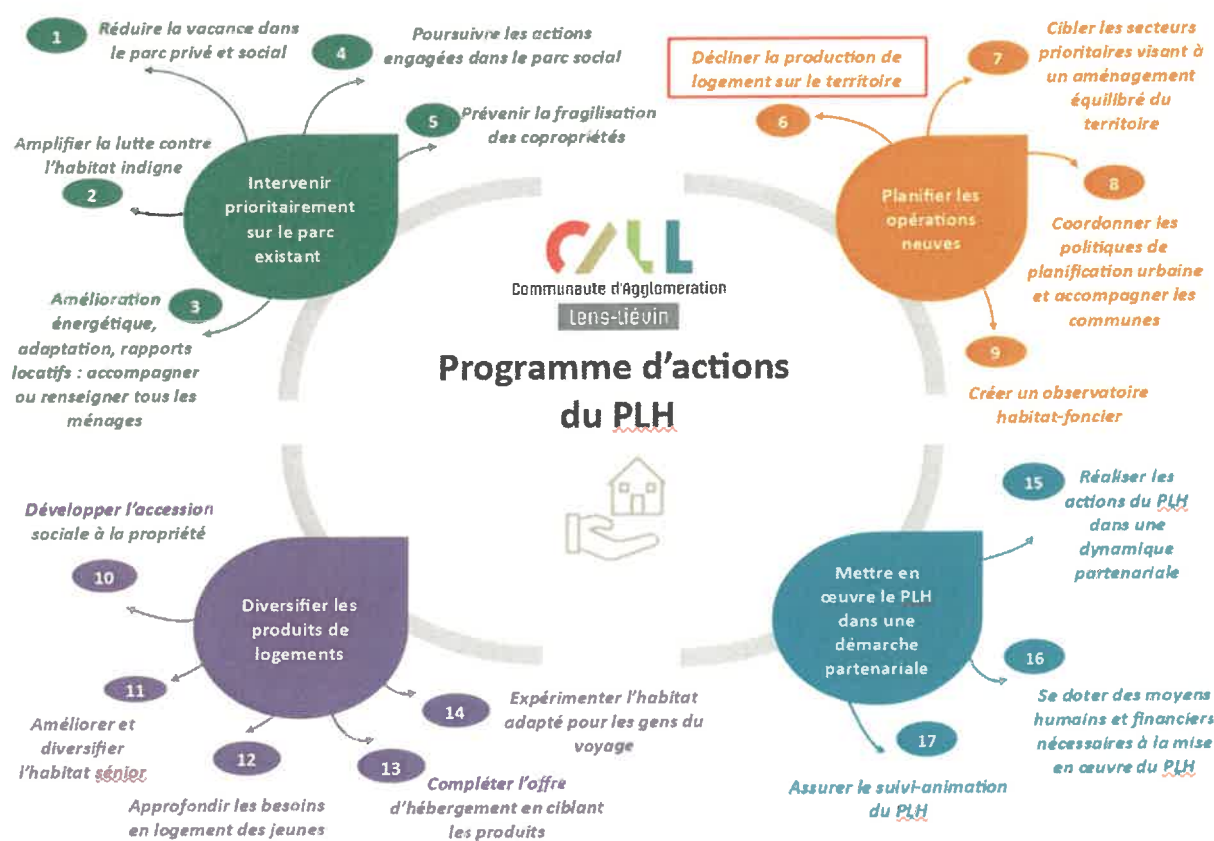 1
Réduire la vacance dans
le parc privé et social
4
Poursuivre les actions
engagées dans le parc social
5
Prévenir la fragilisation
des copropriétés
Amplifier la lutte contre
l'habitat indigne
2
Intervenir
prioritairement
sur le parc
existant
3
Amélioration
énergétique,
adaptation, rapports
locatifs : accompagner
ou renseigner tous les
ménages
Décliner la production de
logement sur le territoire
6
7
Cibler les secteurs
prioritaires visant à
un aménagement
équilibré du
territoire
Planifier les
opérations
neuves
8
Coordonner les
politiques de
planification urbaine
et accompagner les
communes
9
Créer un observatoire
habitat-foncier
CALL
Communauté d'Agglomeration
Lens-Liévin
Programme d'actions
du PLH
Développer l'accession
sociale à la propriété
10
Diversifier les
produits de
logements
11
Améliorer et
diversifier
l'habitat sénior
12
Approfondir les besoins
en logement des jeunes
13
Compléter l'offre
d'hébergement en ciblant
les produits
14
Expérimenter l'habitat
adapté pour les gens du
voyage
15
Réaliser les
actions du PLH
dans une
dynamique
partenariale
Mettre en
œuvre le PLH
dans une
démarche
partenariale
16
Se doter des moyens
humains et financiers
nécessaires à la mise
en œuvre du PLH
17
Assurer le suivi-animation
du PLH